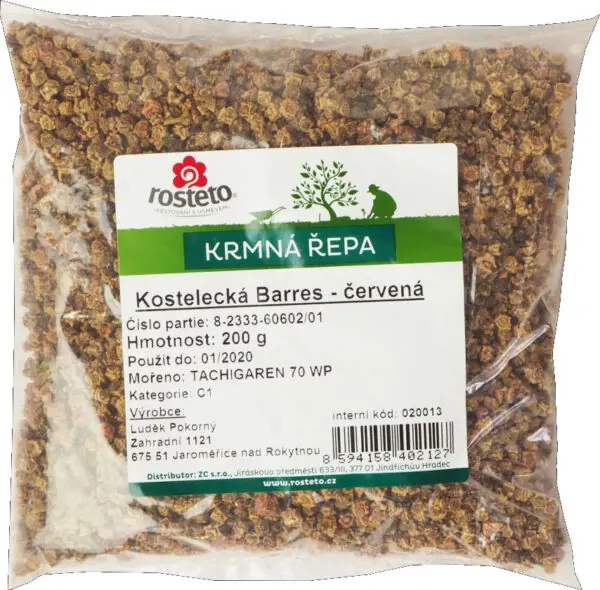 rosteto
PĚSTOVÁNÍ S ÚSMĚVEM
KRMNÁ ŘEPA
Kostelecká Barres - červená
Číslo partie: 8-2333-60602/01
Hmotnost: 200 g
Použít do: 01/2020
Mořeno: TACHIGAREN 70 WP
Kategorie: C1
Výrobce:
Luděk Pokorný
Zahradní 1121
675 51 Jaroměřice nad Rokytnou
interní kód: 020013
8 594158 402127
Distributor: ZC s.r.o., Jiráskovo předměstí 633/III, 377 01 Jindřichův Hradec
www.rosteto.cz